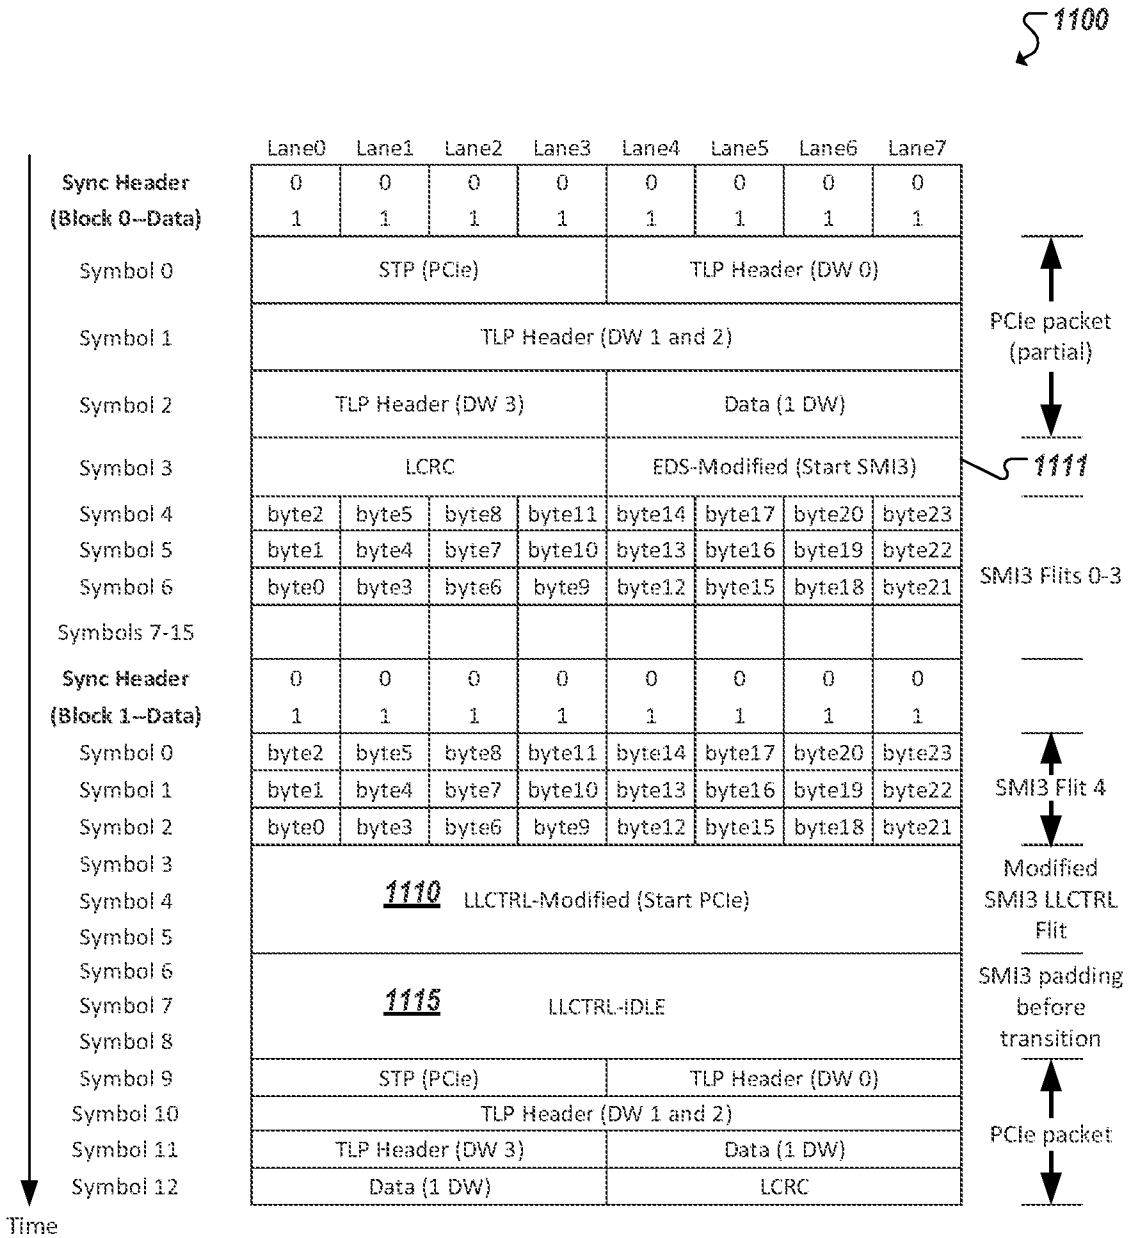 1100
Lane0 Lane1 Lane2 Lane3 Lane4 Lane5 Lane6 Lane7
Sync Header 0 0 0 0 0 0 0 0
(Block 0--Data) 1 1 1 1 1 1 1 1
Symbol 0 STP (PCIe) TLP Header (DW 0)
Symbol 1 TLP Header (DW 1 and 2)
PCIe packet
(partial)
Symbol 2 TLP Header (DW 3) Data (1 DW)
Symbol 3 LCRC EDS-Modified (Start SMI3) 1111
Symbol 4 byte2 byte5 byte8 byte11 byte14 byte17 byte20 byte23
Symbol 5 byte1 byte4 byte7 byte10 byte13 byte16 byte19 byte22
Symbol 6 byte0 byte3 byte6 byte9 byte12 byte15 byte18 byte21
SMI3 Flits 0-3
Symbols 7-15
Sync Header 0 0 0 0 0 0 0 0
(Block 1--Data) 1 1 1 1 1 1 1 1
Symbol 0 byte2 byte5 byte8 byte11 byte14 byte17 byte20 byte23
Symbol 1 byte1 byte4 byte7 byte10 byte13 byte16 byte19 byte22
SMI3 Flit 4
Symbol 2 byte0 byte3 byte6 byte9 byte12 byte15 byte18 byte21
Symbol 3
Symbol 4 1110 LLCTRL-Modified (Start PCIe)
Symbol 5
Modified
SMI3 LLCTRL
Flit
Symbol 6
Symbol 7 1115 LLCTRL-IDLE
Symbol 8
SMI3 padding
before
transition
Symbol 9 STP (PCIe) TLP Header (DW 0)
Symbol 10 TLP Header (DW 1 and 2)
Symbol 11 TLP Header (DW 3) Data (1 DW)
PCIe packet
Symbol 12 Data (1 DW) LCRC
Time